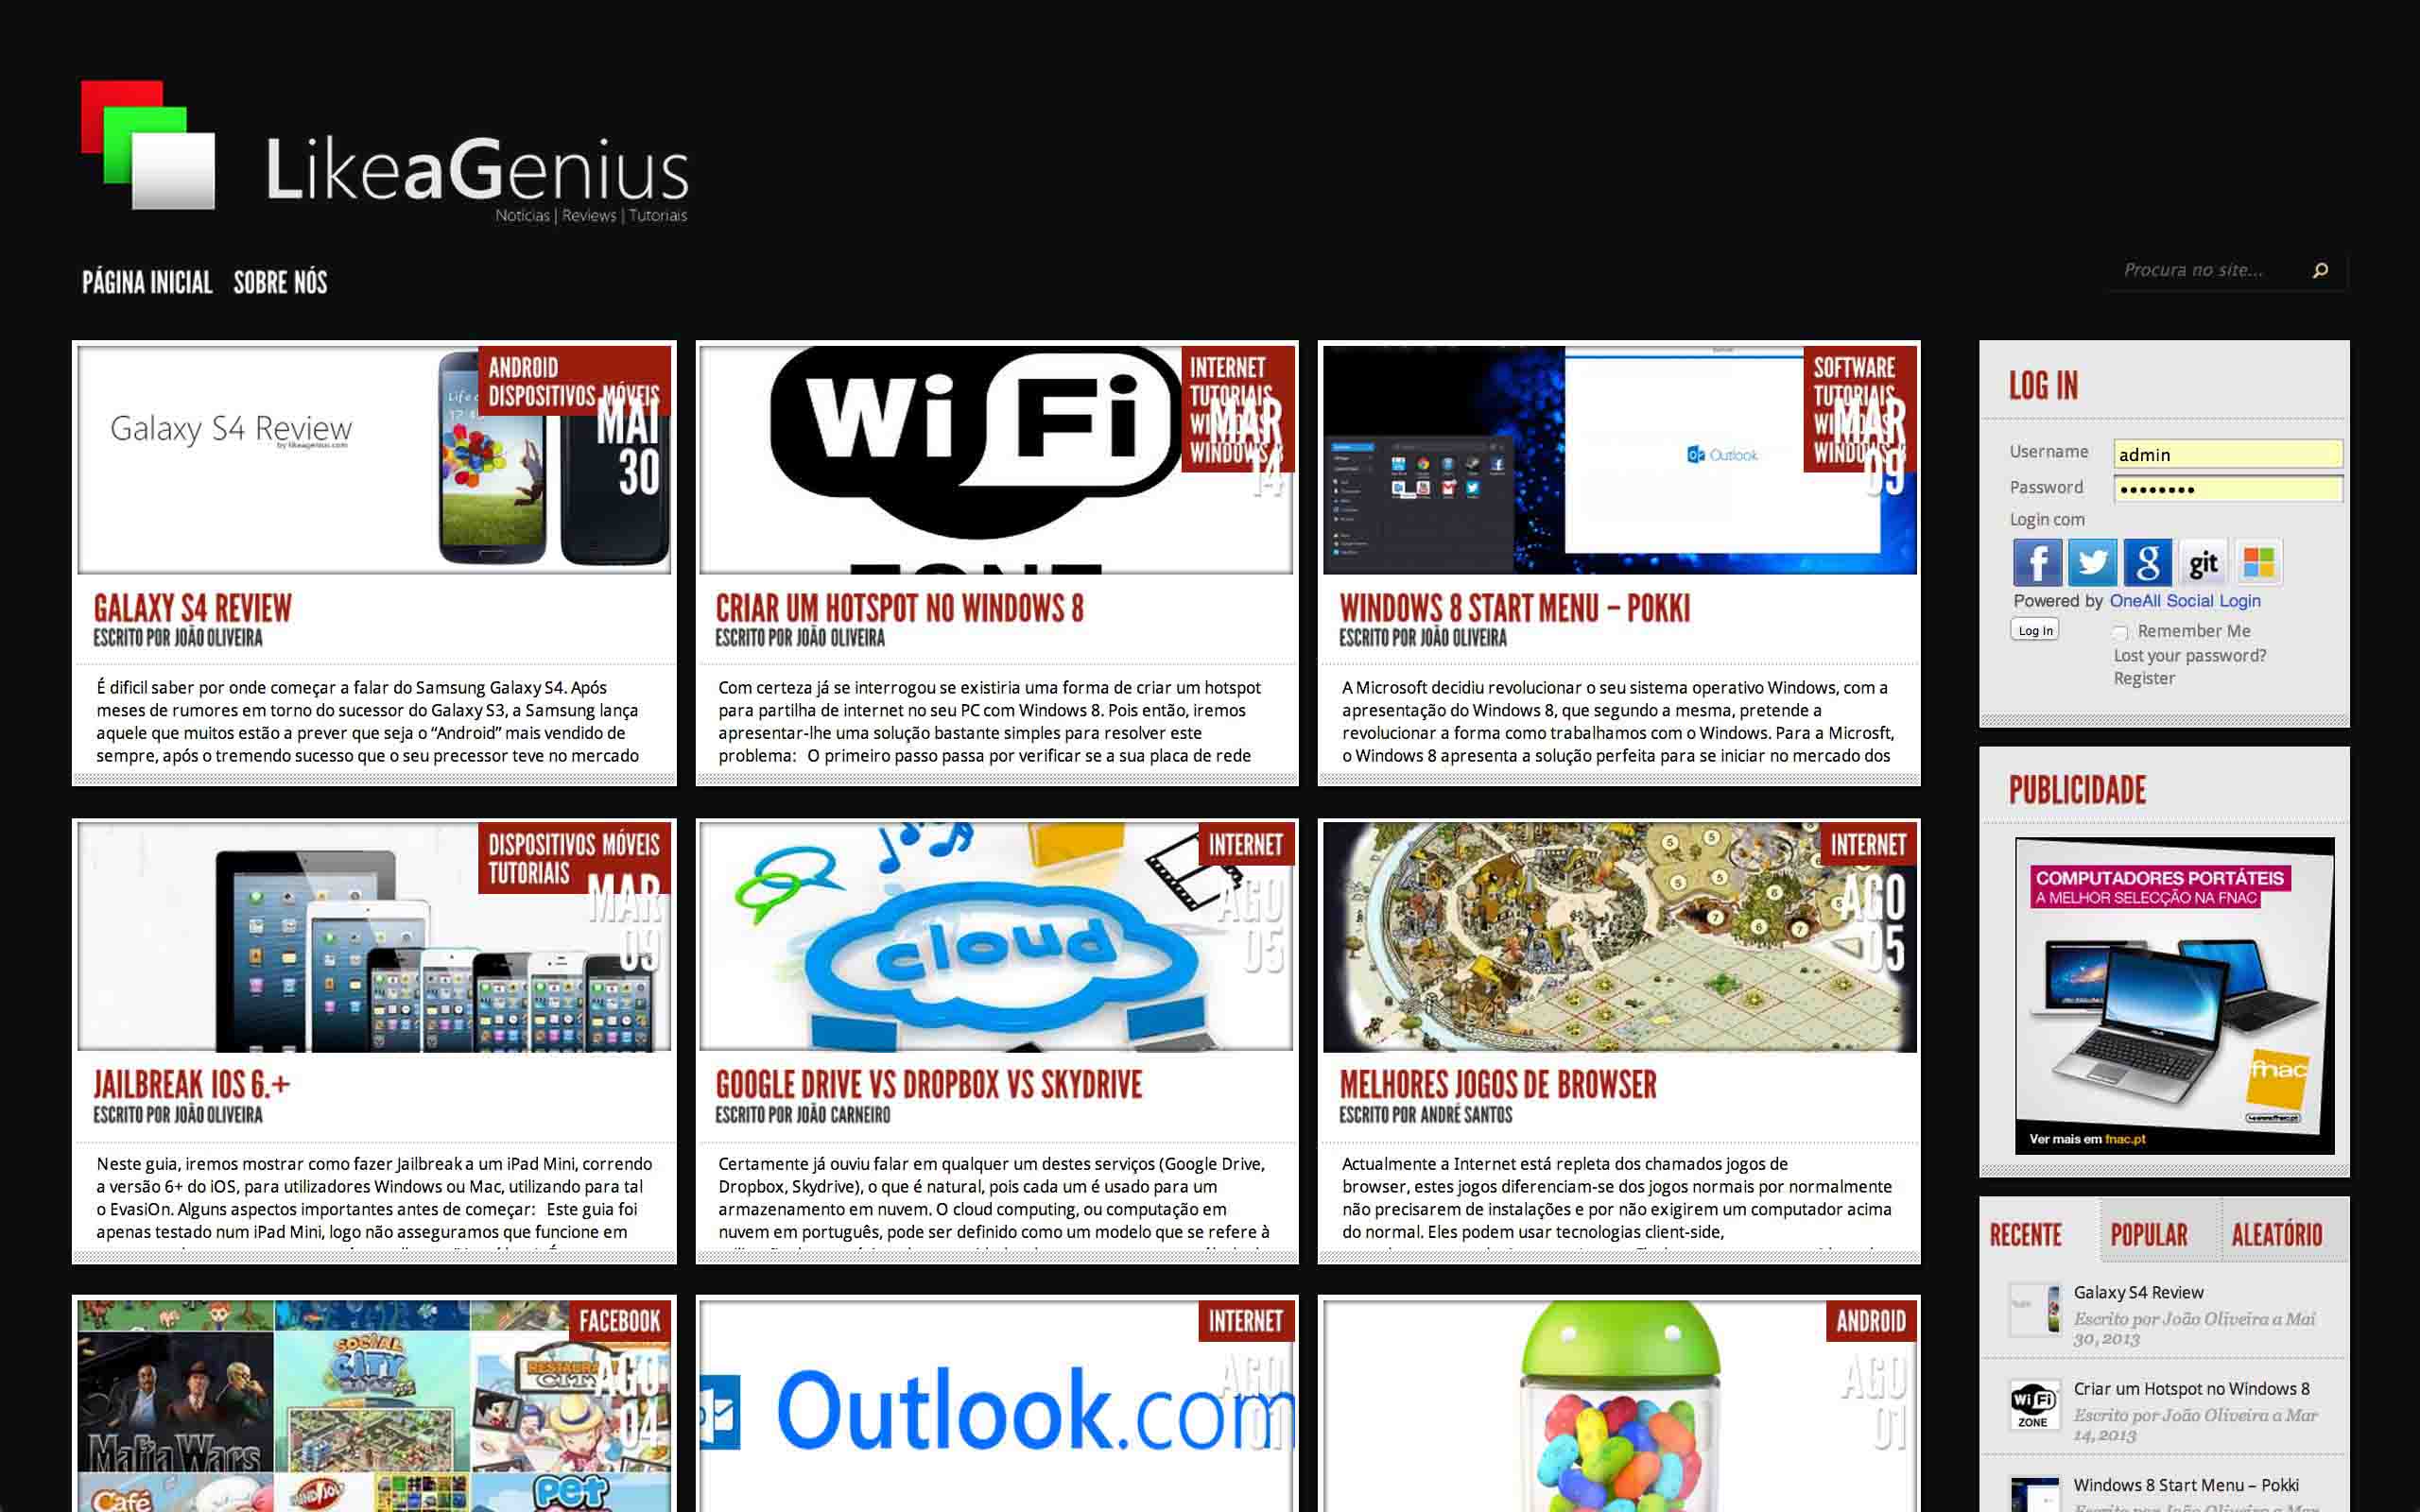 LikeaGenius
Notícias | Reviews | Tutoriais
PÁGINA INICIAL SOBRE NÓS
Procura no site...
Galaxy S4 Review
by likeagenius.com
ANDROID
DISPOSITIVOS MÓVEIS
MAI
30
GALAXY S4 REVIEW
ESCRITO POR JOÃO OLIVEIRA
É dificil saber por onde começar a falar do Samsung Galaxy S4. Após
meses de rumores em torno do sucessor do Galaxy S3, a Samsung lança
aquele que muitos estão a prever que seja o “Android” mais vendido de
sempre, após o tremendo sucesso que o seu precessor teve no mercado
Wi Fi
ZONE
INTERNET
TUTORIAIS
WINDOWS
MAR
14
CRIAR UM HOTSPOT NO WINDOWS 8
ESCRITO POR JOÃO OLIVEIRA
Com certeza já se interrogou se existiria uma forma de criar um hotspot
para partilha de internet no seu PC com Windows 8. Pois então, iremos
apresentar-lhe uma solução bastante simples para resolver este
problema: O primeiro passo passa por verificar se a sua placa de rede
Outlook
SOFTWARE
TUTORIAIS
WINDOWS
MAR
09
WINDOWS 8 START MENU – POKKI
ESCRITO POR JOÃO OLIVEIRA
A Microsoft decidiu revolucionar o seu sistema operativo Windows, com a
apresentação do Windows 8, que segundo a mesma, pretende a
revolucionar a forma como trabalhamos com o Windows. Para a Microsft,
o Windows 8 apresenta a solução perfeita para se iniciar no mercado dos
DISPOSITIVOS MÓVEIS
TUTORIAIS
MAR
09
JAILBREAK IOS 6.+
ESCRITO POR JOÃO OLIVEIRA
Neste guia, iremos mostrar como fazer Jailbreak a um iPad Mini, correndo
a versão 6+ do iOS, para utilizadores Windows ou Mac, utilizando para tal
o EvasiOn. Alguns aspectos importantes antes de começar: Este guia foi
apenas testado num iPad Mini, logo não asseguramos que funcione em
cloud
INTERNET
AGO
05
GOOGLE DRIVE VS DROPBOX VS SKYDRIVE
ESCRITO POR JOÃO CARNEIRO
Certamente já ouviu falar em qualquer um destes serviços (Google Drive,
Dropbox, Skydrive), o que é natural, pois cada um é usado para um
armazenamento em nuvem. O cloud computing, ou computação em
nuvem em português, pode ser definido como um modelo que se refere à
INTERNET
AGO
05
MELHORES JOGOS DE BROWSER
ESCRITO POR ANDRÉ SANTOS
Actualmente a Internet está repleta dos chamados jogos de
browser, estes jogos diferenciam-se dos jogos normais por normalmente
não precisarem de instalações e por não exigirem um computador acima
do normal. Eles podem usar tecnologias client-side,
FACEBOOK
AGO
04
SOCIAL
CITY
RESTAURANT
CITY
Mafia Wars
Café
MINDJOLT
pet
INTERNET
AGO
01
Outlook.com
ANDROID
AGO
01
LOG IN
Username admin
Password ••••••••
Login com
f g git
Powered by OneAll Social Login
Log In Remember Me
Lost your password?
Register
PUBLICIDADE
COMPUTADORES PORTÁTEIS
A MELHOR SELECÇÃO NA FNAC
fnac
www.fnac.pt
Ver mais em fnac.pt
RECENTE POPULAR ALEATÓRIO
Galaxy S4 Review
Escrito por João Oliveira a Mai
30, 2013
Wi Fi
ZONE
Criar um Hotspot no Windows 8
Escrito por João Oliveira a Mar
14, 2013
Windows 8 Start Menu – Pokki
Escrito por João Oliveira a Mar